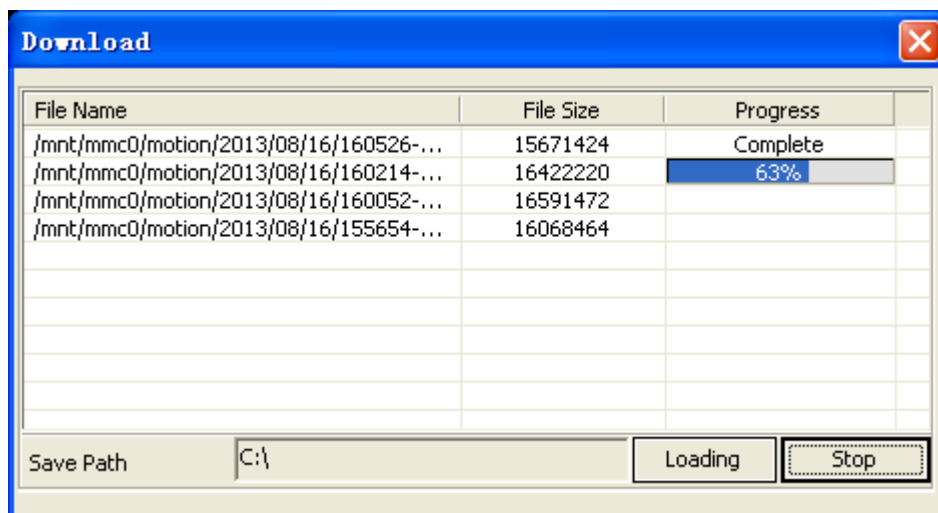 Download
File Name File Size Progress
/mnt/mmc0/motion/2013/08/16/160526-... 15671424 Complete
/mnt/mmc0/motion/2013/08/16/160214-... 16422220 63%
/mnt/mmc0/motion/2013/08/16/160052-... 16591472
/mnt/mmc0/motion/2013/08/16/155654-... 16068464
Save Path C:\ Loading Stop